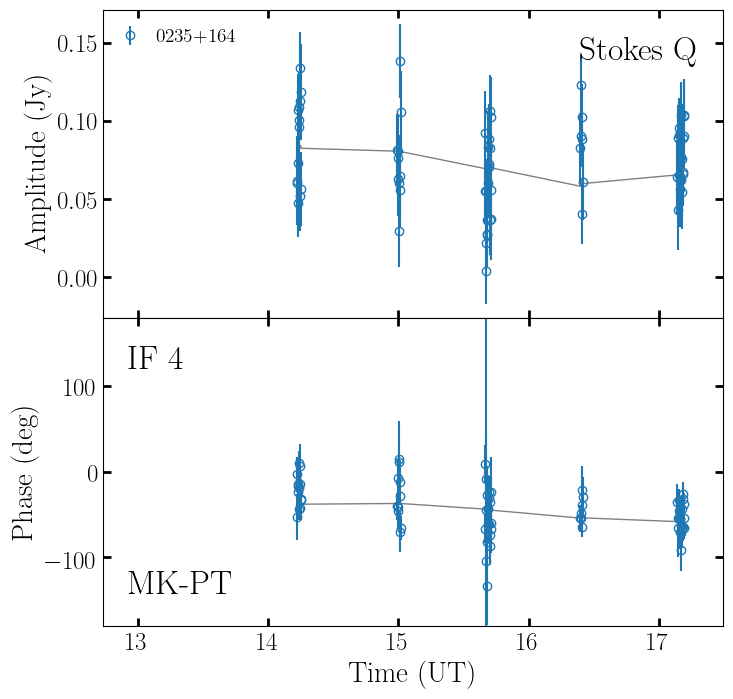 0235+164
Stokes Q
0.15
0.10
0.05
0.00
Amplitude (Jy)
IF 4
100
0
−100
Phase (deg)
MK-PT
13 14 15 16 17
Time (UT)